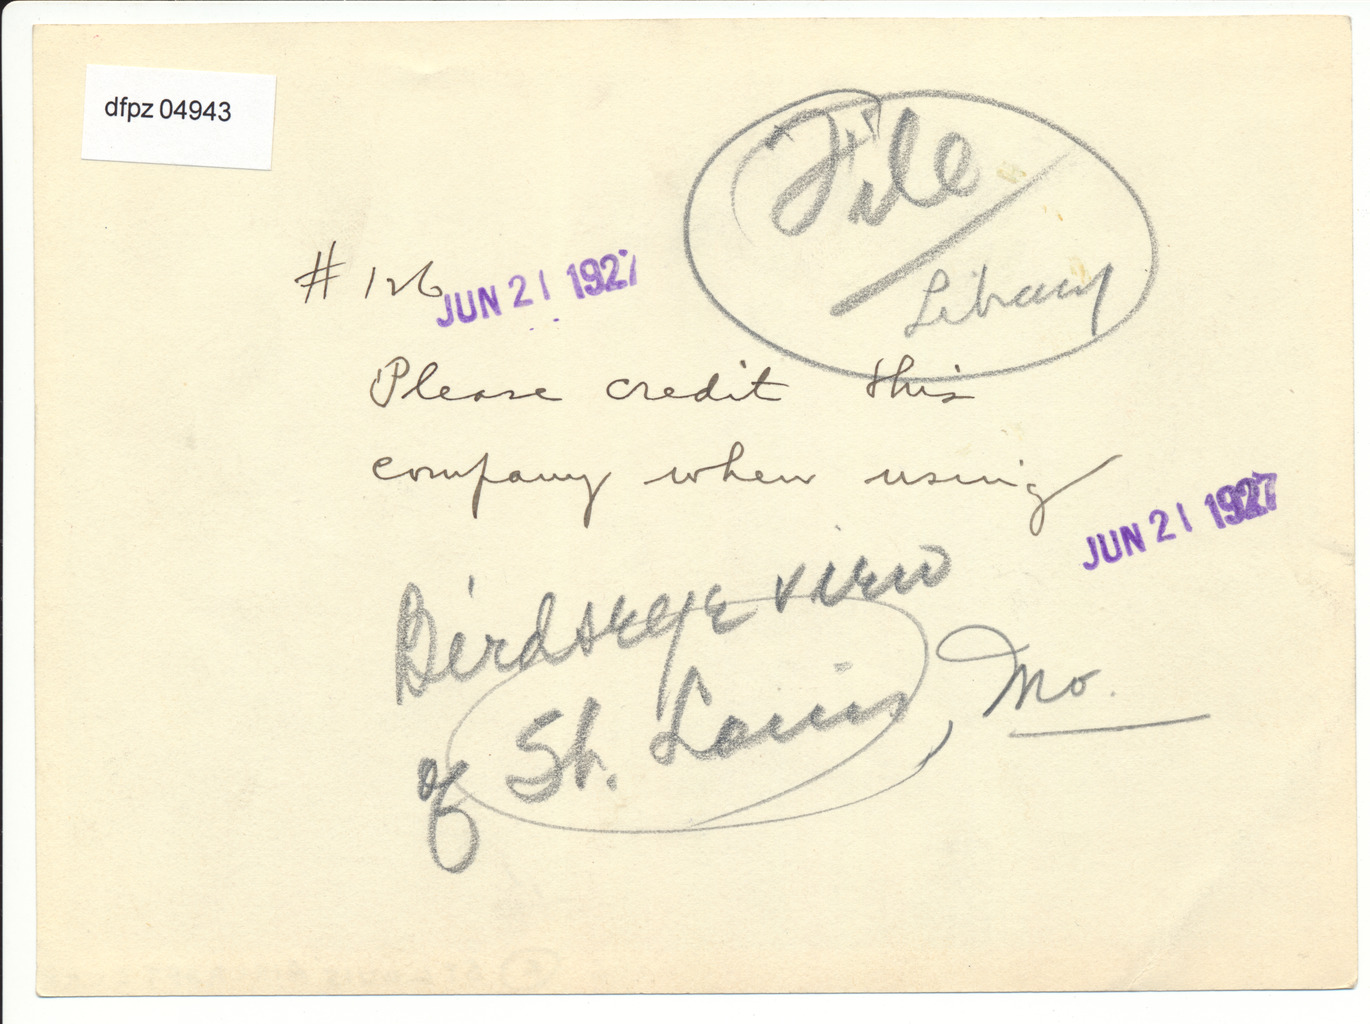 dfpz 04943
File
Library
#126
JUN 21 1927
Please credit this
company when using
JUN 21 1927
Birdseye view
of St. Louis, Mo.